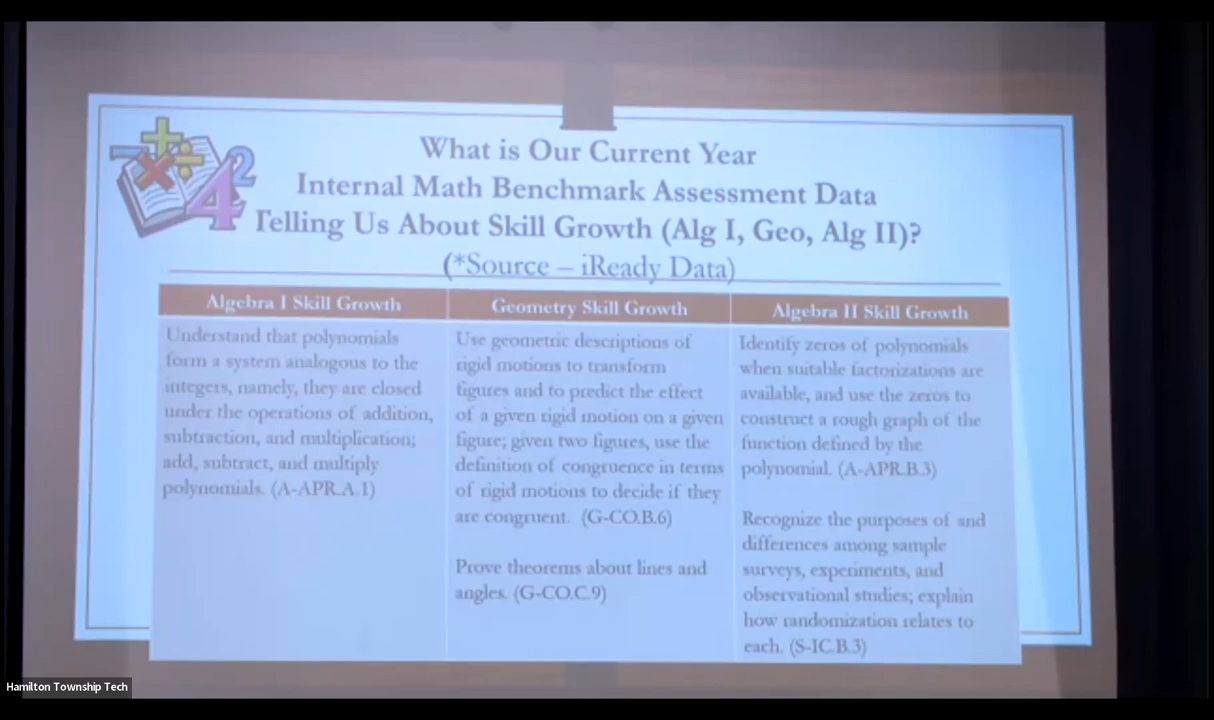 What is Our Current Year
Internal Math Benchmark Assessment Data
Telling Us About Skill Growth (Alg I, Geo, Alg II)?
(*Source – iReady Data)
Algebra I Skill Growth
Understand that polynomials
form a system analogous to the
integers, namely, they are closed
under the operations of addition,
subtraction, and multiplication;
add, subtract, and multiply
polynomials. (A-APR.A.1)
Geometry Skill Growth
Use geometric descriptions of
rigid motions to transform
figures and to predict the effect
of a given rigid motion on a given
figure; given two figures, use the
definition of congruence in terms
of rigid motions to decide if they
are congruent. (G-CO.B.6)
Prove theorems about lines and
angles. (G-CO.C.9)
Algebra II Skill Growth
Identify zeros of polynomials
when suitable factorizations are
available, and use the zeros to
construct a rough graph of the
function defined by the
polynomial. (A-APR.B.3)
Recognize the purposes of and
differences among sample
surveys, experiments, and
observational studies; explain
how randomization relates to
each. (S-IC.B.3)
Hamilton Township Tech